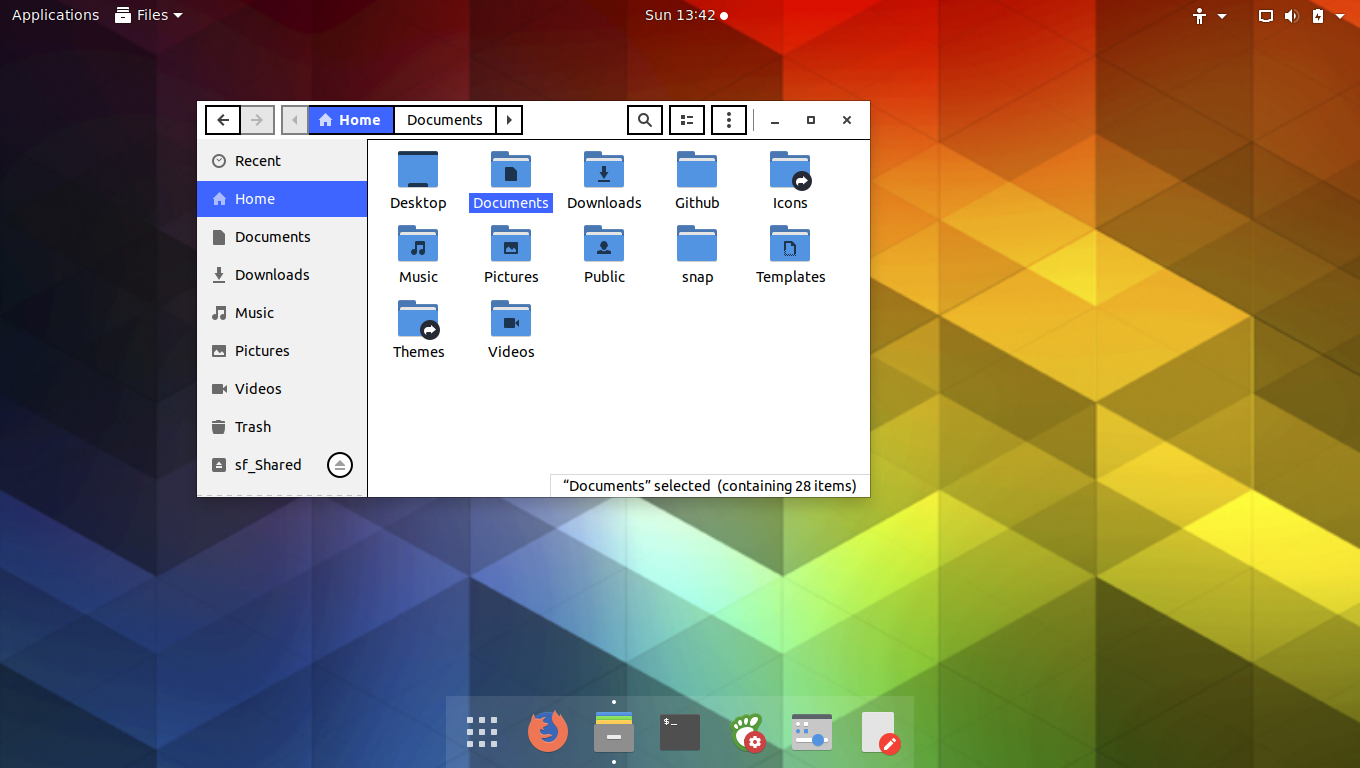 Applications Files Sun 13:42
Home Documents
Recent
Home
Documents
Downloads
Music
Pictures
Videos
Trash
sf_Shared
Desktop Documents Downloads Github Icons
Music Pictures Public snap Templates
Themes Videos
“Documents” selected (containing 28 items)
$_